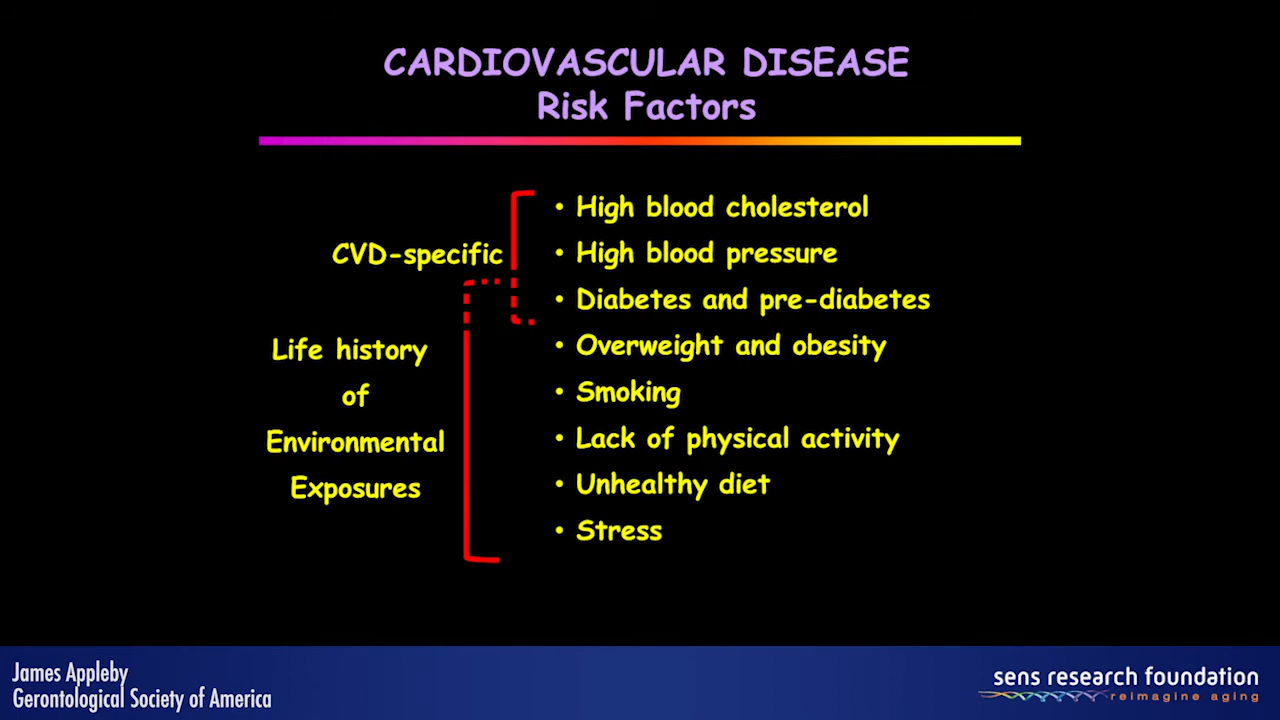 CARDIOVASCULAR DISEASE
Risk Factors
CVD-specific
Life history
of
Environmental
Exposures
• High blood cholesterol
• High blood pressure
• Diabetes and pre-diabetes
• Overweight and obesity
• Smoking
• Lack of physical activity
• Unhealthy diet
• Stress
James Appleby
Gerontological Society of America
sens research foundation
reimagine aging